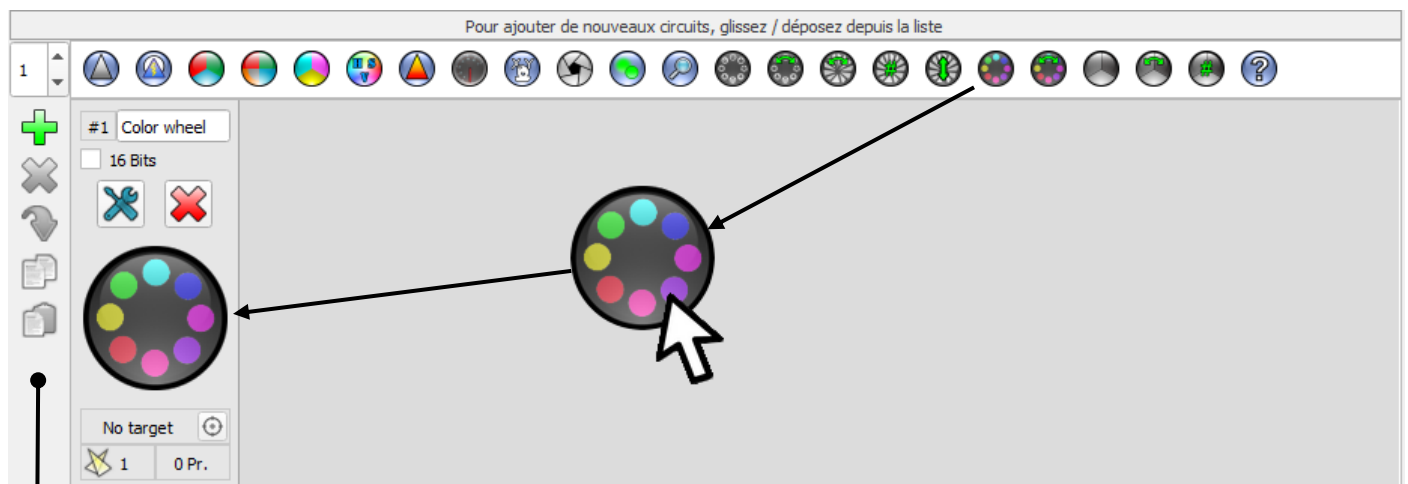 Pour ajouter de nouveaux circuits, glissez / déposez depuis la liste
1
H S
V
#
#
?
#1 Color wheel
16 Bits
No target
1 0 Pr.